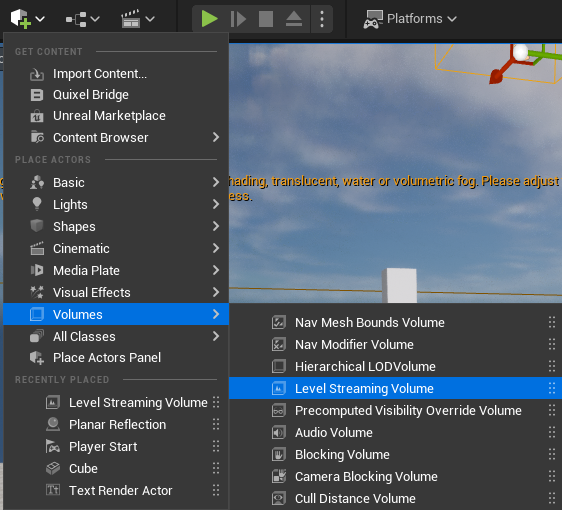 Platforms
GET CONTENT
Import Content...
Quixel Bridge
Unreal Marketplace
Content Browser
PLACE ACTORS
Basic
hading, translucent, water or volumetric fog. Please adjust
ess.
Lights
Shapes
Cinematic
Media Plate
Visual Effects
Volumes
All Classes
Place Actors Panel
RECENTLY PLACED
Level Streaming Volume
Planar Reflection
Player Start
Cube
Text Render Actor
Nav Mesh Bounds Volume
Nav Modifier Volume
Hierarchical LODVolume
Level Streaming Volume
Precomputed Visibility Override Volume
Audio Volume
Blocking Volume
Camera Blocking Volume
Cull Distance Volume